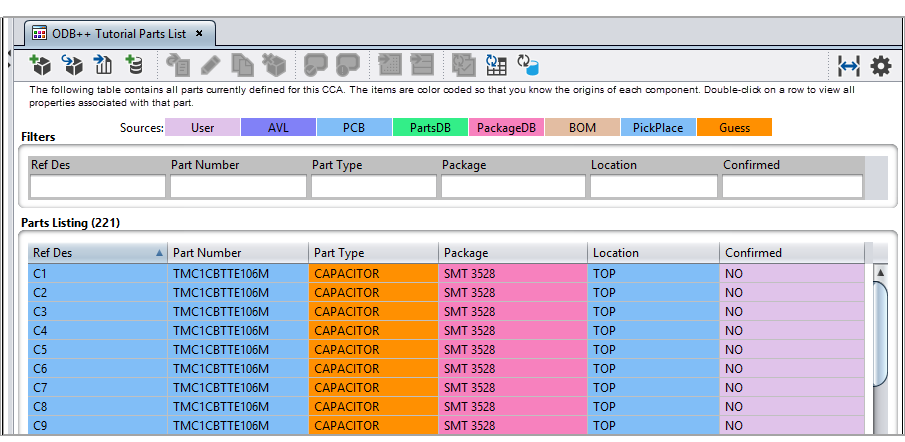 ODB++ Tutorial Parts List ×
The following table contains all parts currently defined for this CCA. The items are color coded so that you know the origins of each component. Double-click on a row to view all
properties associated with that part.
Sources: User AVL PCB PartsDB PackageDB BOM PickPlace Guess
Filters
Ref Des Part Number Part Type Package Location Confirmed
Parts Listing (221)
Ref Des Part Number Part Type Package Location Confirmed
C1 TMC1CBTTE106M CAPACITOR SMT 3528 TOP NO
C2 TMC1CBTTE106M CAPACITOR SMT 3528 TOP NO
C3 TMC1CBTTE106M CAPACITOR SMT 3528 TOP NO
C4 TMC1CBTTE106M CAPACITOR SMT 3528 TOP NO
C5 TMC1CBTTE106M CAPACITOR SMT 3528 TOP NO
C6 TMC1CBTTE106M CAPACITOR SMT 3528 TOP NO
C7 TMC1CBTTE106M CAPACITOR SMT 3528 TOP NO
C8 TMC1CBTTE106M CAPACITOR SMT 3528 TOP NO
C9 TMC1CBTTE106M CAPACITOR SMT 3528 TOP NO